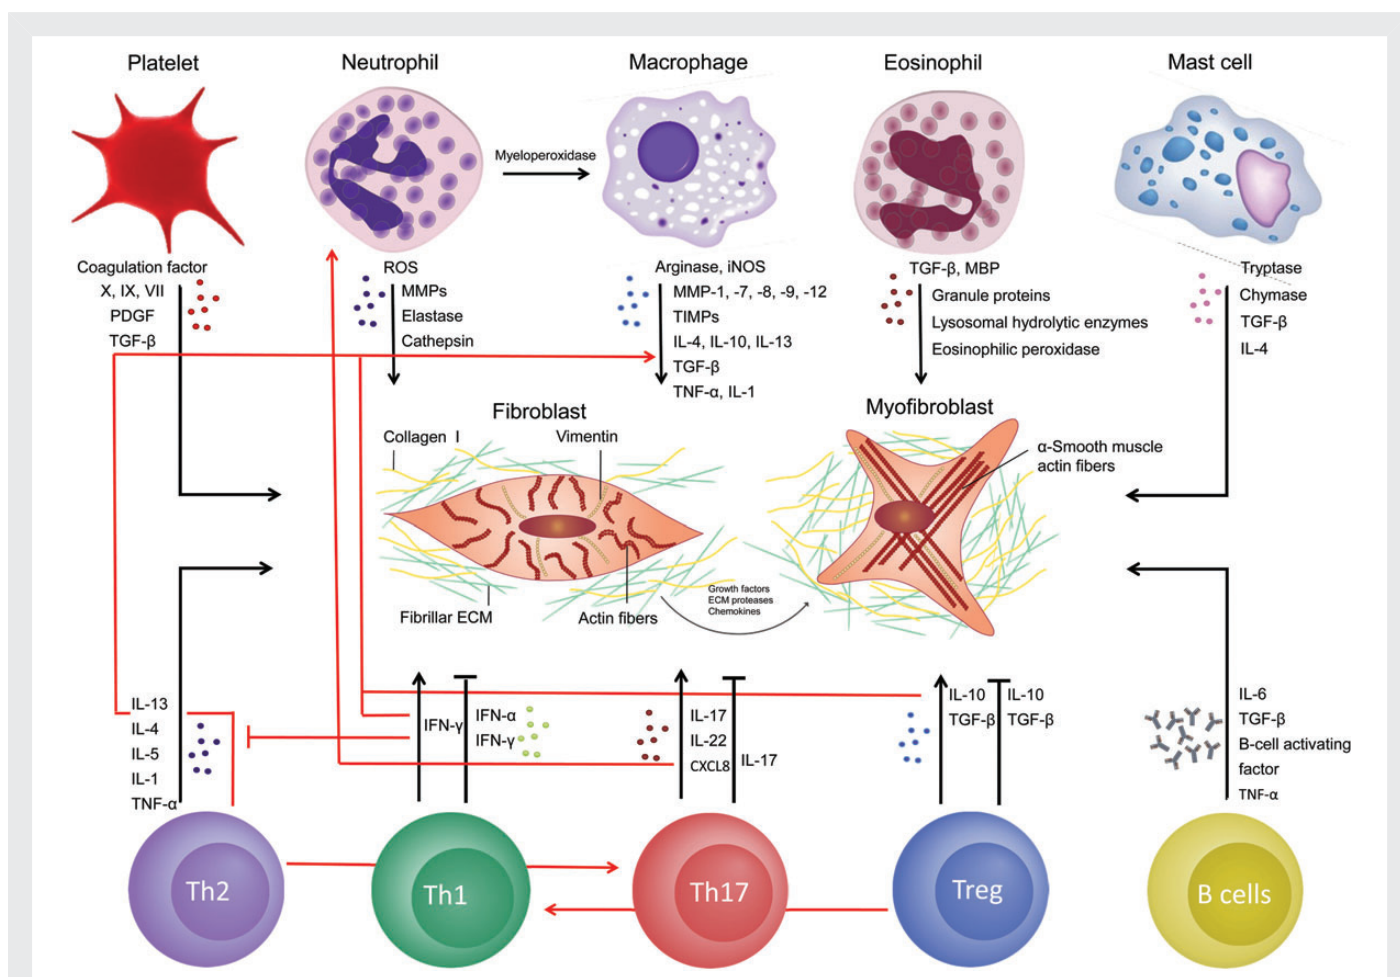 Platelet
Neutrophil
Macrophage
Eosinophil
Mast cell
Myeloperoxidase
Coagulation factor
X, IX, VII
PDGF
TGF-β
ROS
MMPs
Elastase
Cathepsin
Arginase, iNOS
MMP-1, -7, -8, -9, -12
TIMPs
IL-4, IL-10, IL-13
TGF-β
TNF-α, IL-1
TGF-β, MBP
Granule proteins
Lysosomal hydrolytic enzymes
Eosinophilic peroxidase
Tryptase
Chymase
TGF-β
IL-4
Fibroblast
Collagen I
Vimentin
Fibrillar ECM
Actin fibers
Growth factors
ECM proteases
Chemokines
Myofibroblast
α-Smooth muscle
actin fibers
IL-13
IL-4
IL-5
IL-1
TNF-α
IFN-γ
IFN-α
IFN-γ
IL-17
IL-22
CXCL8
IL-17
IL-10
TGF-β
IL-10
TGF-β
IL-6
TGF-β
B-cell activating
factor
TNF-α
Th2
Th1
Th17
Treg
B cells